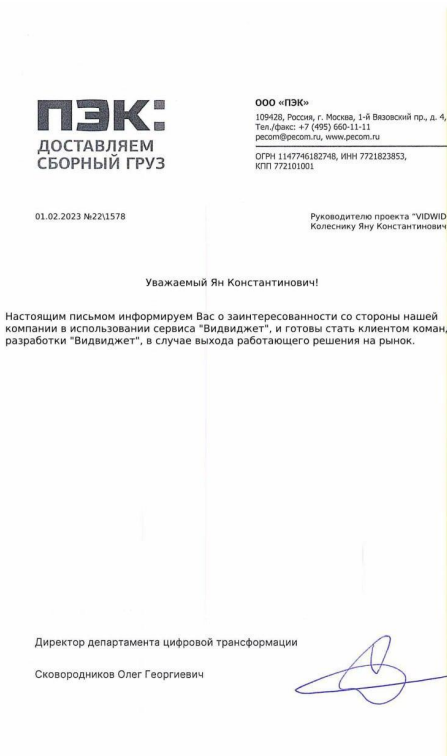 ПЭК:
ДОСТАВЛЯЕМ
СБОРНЫЙ ГРУЗ
ООО «ПЭК»
109428, Россия, г. Москва, 1-й Вязовский пр., д. 4,
Тел./факс: +7 (495) 660-11-11
pecom@pecom.ru, www.pecom.ru
ОГРН 1147746182748, ИНН 7721823853,
КПП 772101001
01.02.2023 №22\1578
Руководителю проекта "VIDWID
Колеснику Яну Константинович
Уважаемый Ян Константинович!
Настоящим письмом информируем Вас о заинтересованности со стороны нашей
компании в использовании сервиса "Видвиджет", и готовы стать клиентом коман
разработки "Видвиджет", в случае выхода работающего решения на рынок.
Директор департамента цифровой трансформации
Сковородников Олег Георгиевич